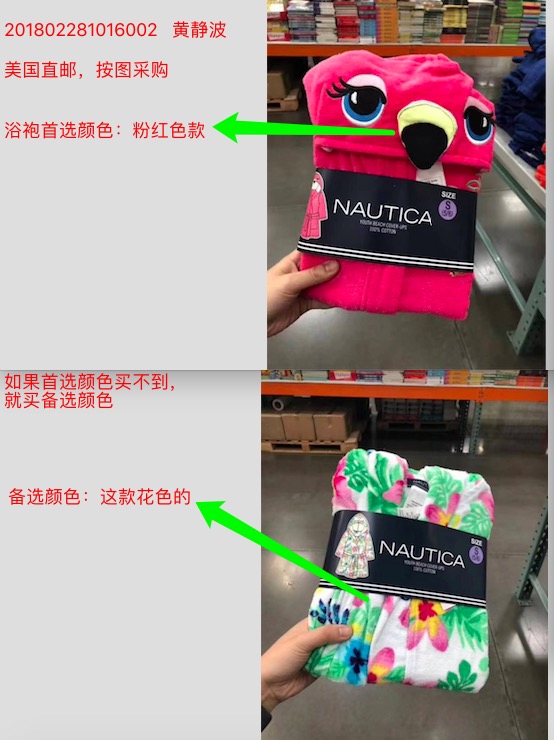 201802281016002 黄静波
美国直邮，按图采购
浴袍首选颜色：粉红色款
SIZE
S
NAUTICA
YOUTH BEACH COVER-UPS
100% COTTON
如果首选颜色买不到，
就买备选颜色
备选颜色：这款花色的
SIZE
S
NAUTICA
YOUTH BEACH COVER-UPS
100% COTTON